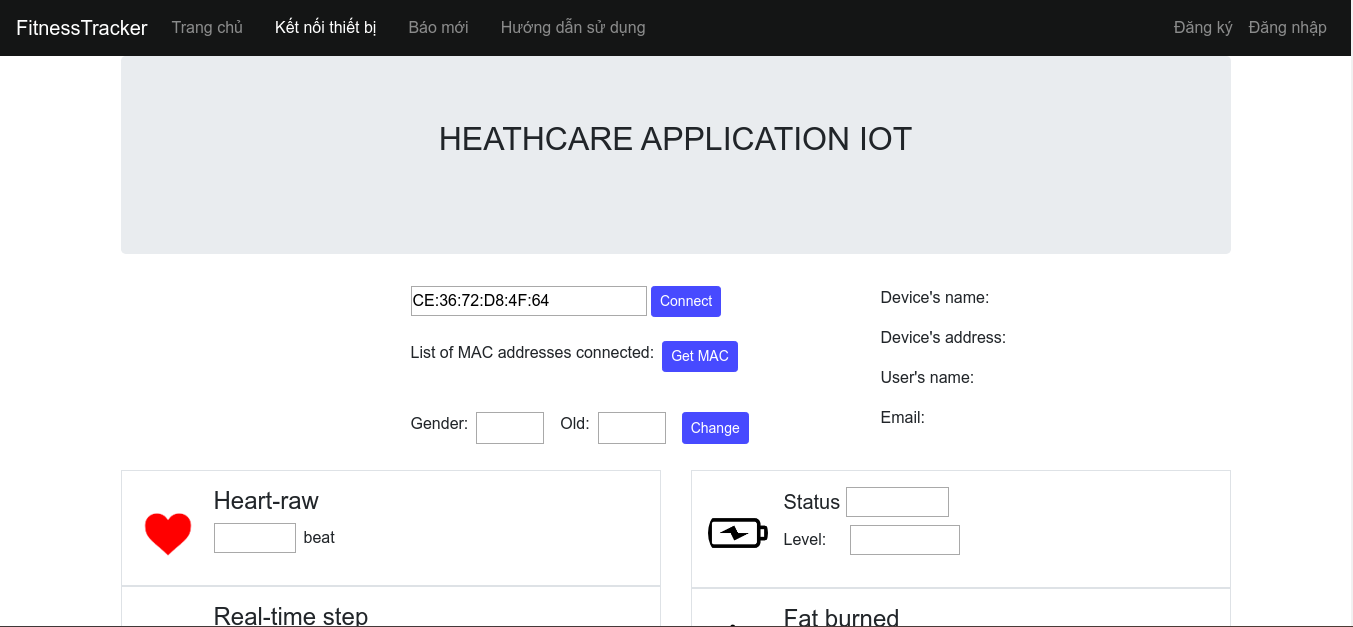 FitnessTracker Trang chủ Kết nối thiết bị Báo mới Hướng dẫn sử dụng Đăng ký Đăng nhập
HEATHCARE APPLICATION IOT
CE:36:72:D8:4F:64 Connect
Device's name:
List of MAC addresses connected: Get MAC
Device's address:
User's name:
Gender: Old: Change
Email:
Heart-raw
beat
Status
Level:
Real-time step
Fat burned